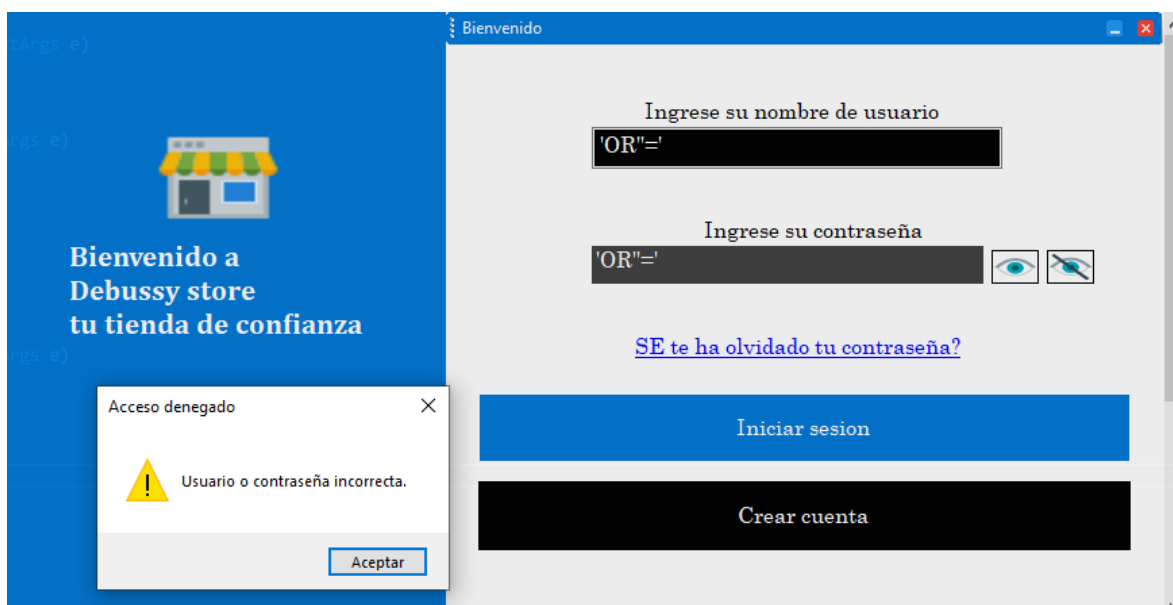 tArgs e)
rgs e)
Bienvenido a
Debussy store
tu tienda de confianza
rgs e)
Acceso denegado
Usuario o contraseña incorrecta.
Aceptar
Bienvenido
Ingrese su nombre de usuario
'OR''='
Ingrese su contraseña
'OR''='
SE te ha olvidado tu contraseña?
Iniciar sesion
Crear cuenta